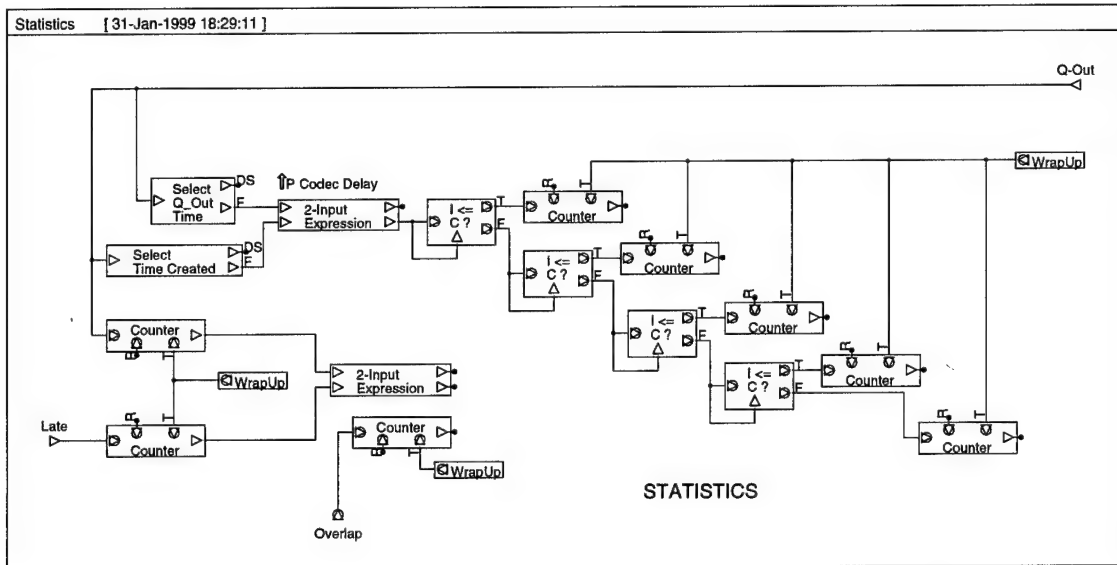 Statistics [ 31-Jan-1999 18:29:11 ]
Q-Out
WrapUp
Select
Q_Out
Time
DS
F
P Codec Delay
2-Input
Expression
I <=
C ?
T
F
R
T
Counter
Select
Time Created
DS
F
I <=
C ?
T
F
R
T
Counter
I <=
C ?
T
F
R
T
Counter
I <=
C ?
T
F
R
T
Counter
R
T
Counter
Counter
R
T
WrapUp
2-Input
Expression
Late
R
T
Counter
Counter
R
T
WrapUp
Overlap
STATISTICS